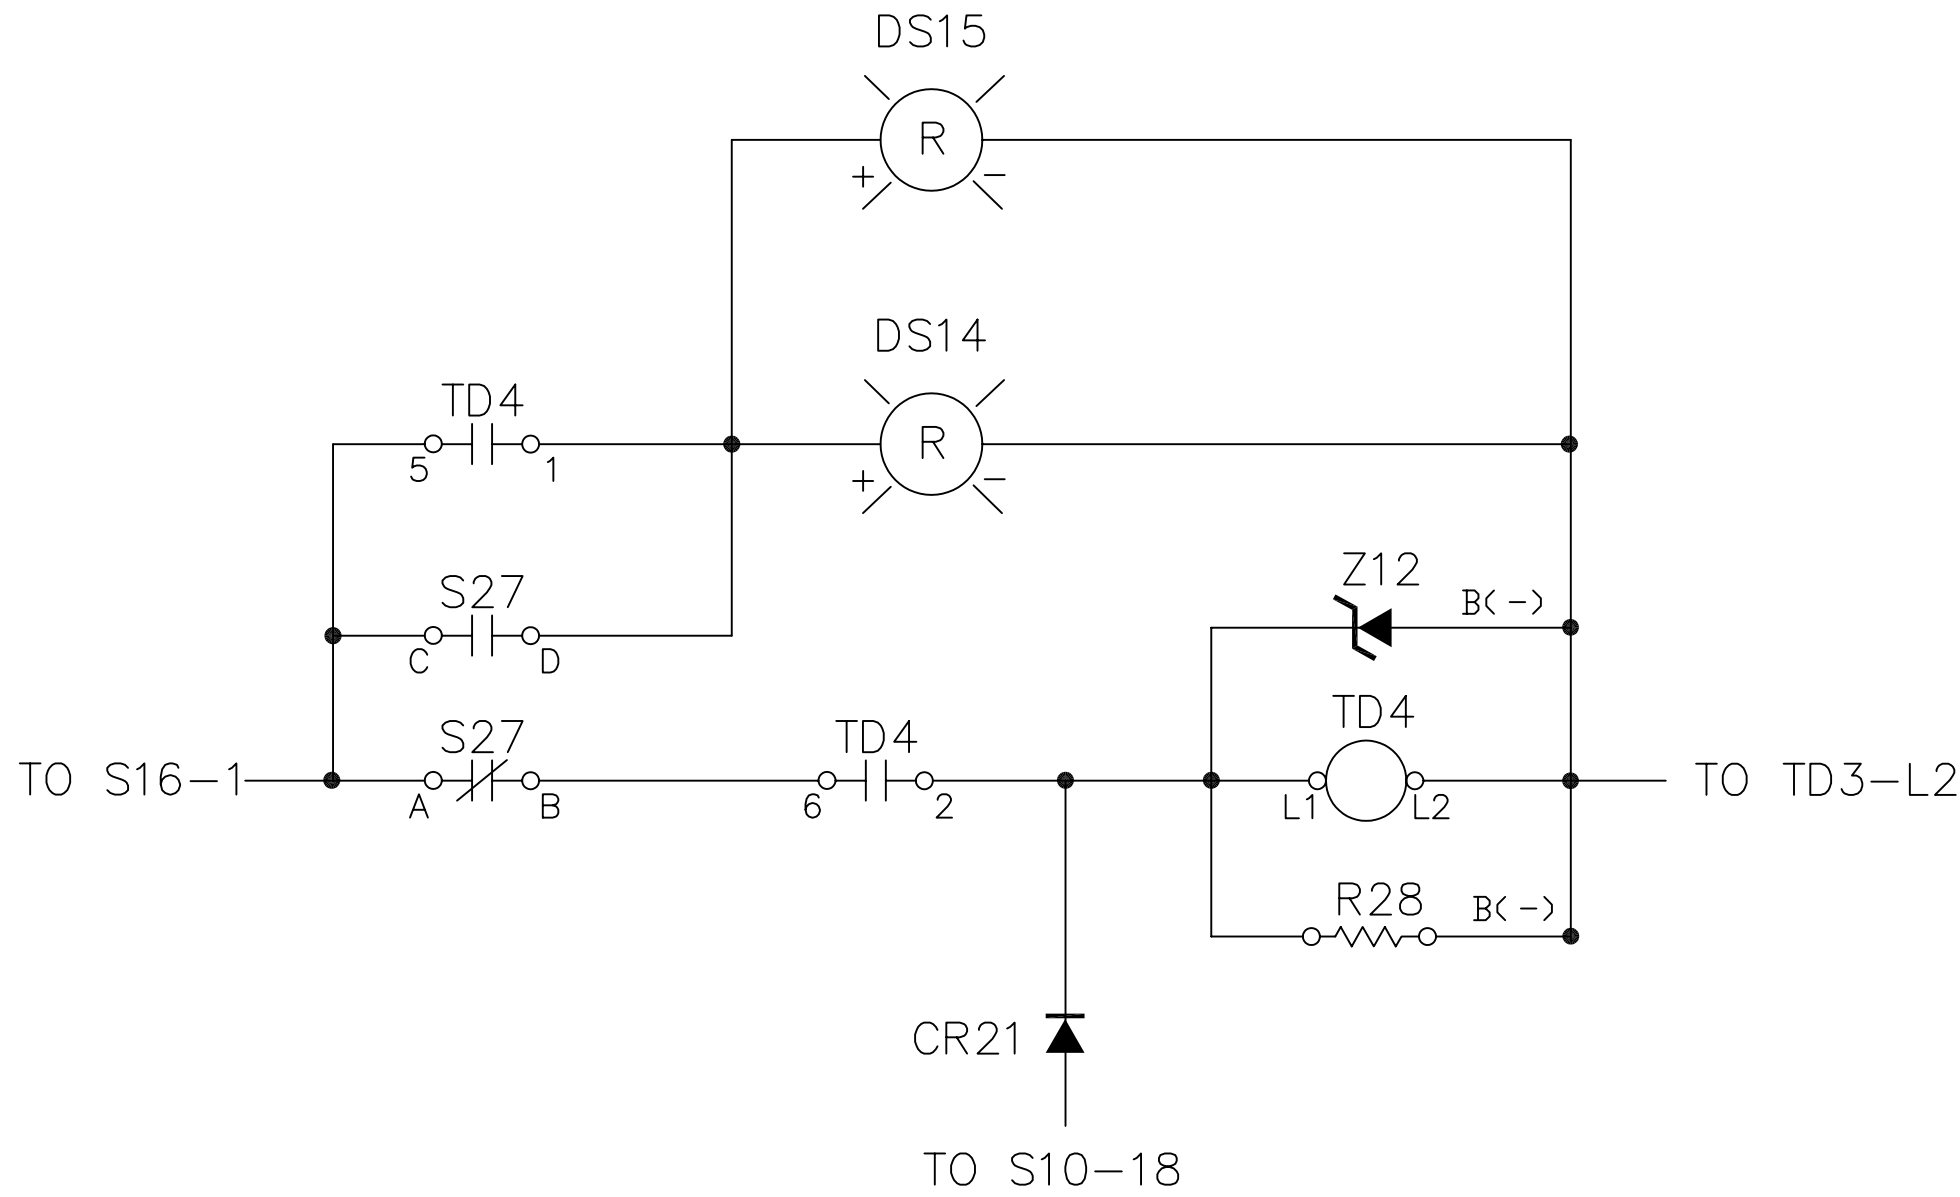 DS15
R
+ −
DS14
R
+ −
TD4
5 1
S27
C D
Z12
B(-)
S27
A B
TD4
6 2
TD4
L1 L2
TO S16-1
TO TD3-L2
R28
B(-)
CR21
TO S10-18